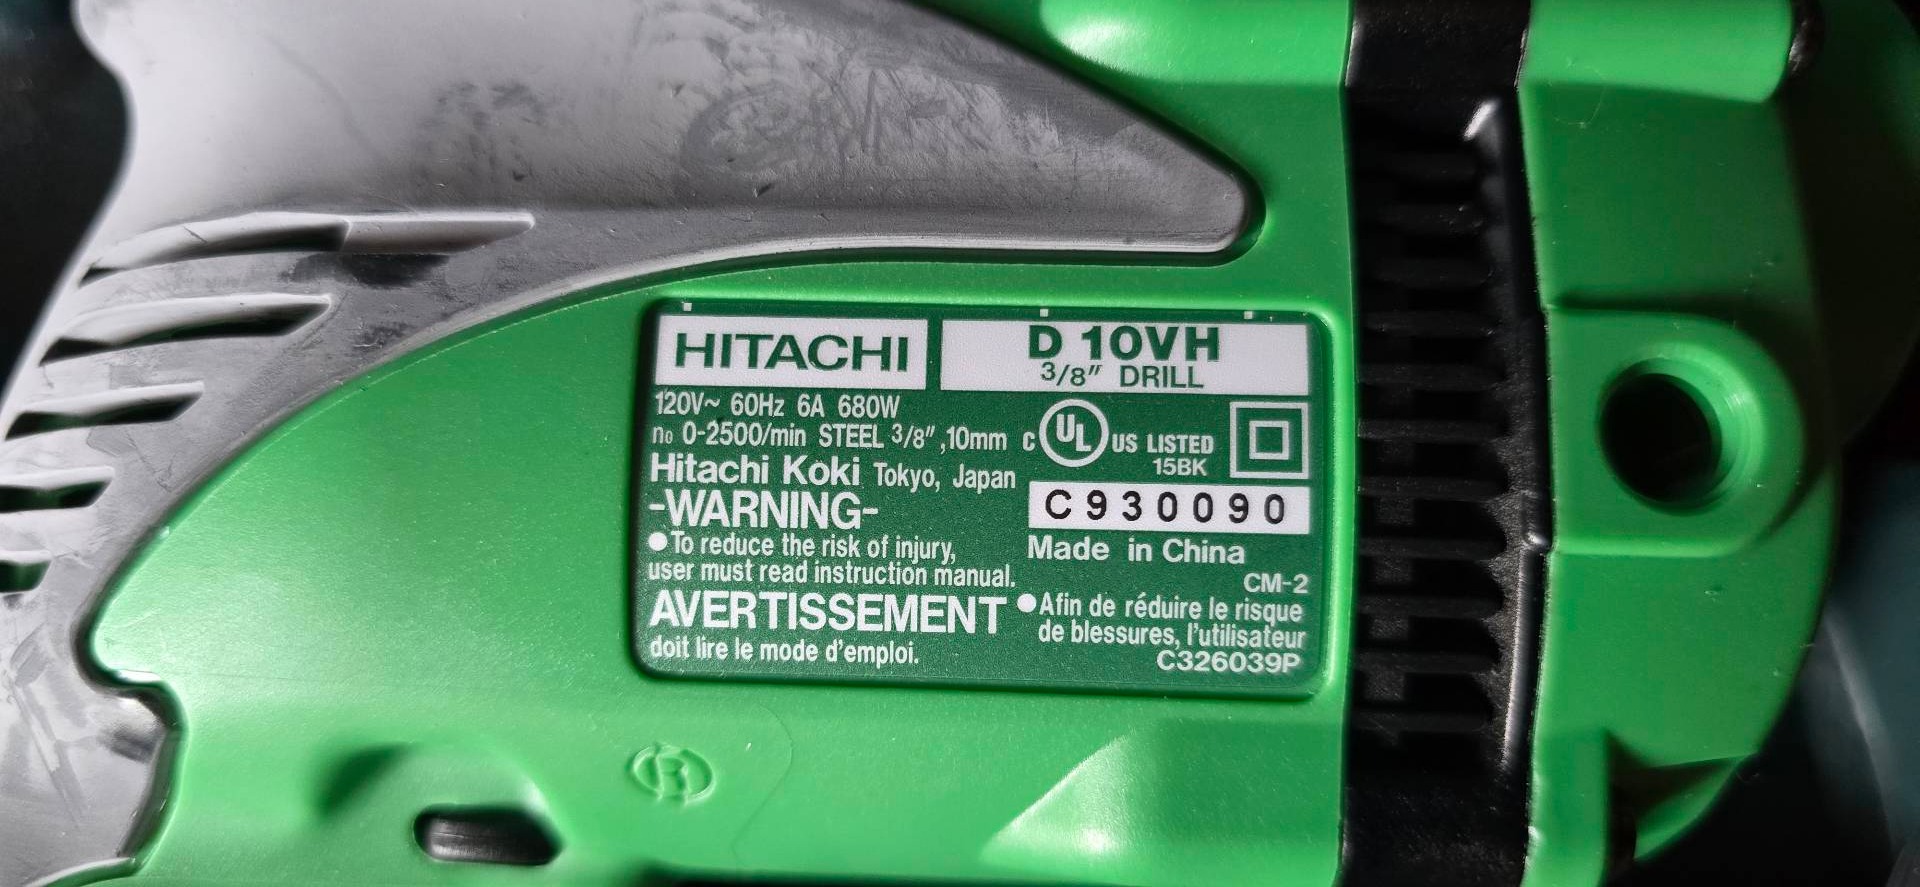 HITACHI
D 10VH
3/8" DRILL
120V~ 60Hz 6A 680W
n₀ 0-2500/min STEEL 3/8", 10mm
C UL US LISTED
15BK
Hitachi Koki Tokyo, Japan
C930090
-WARNING-
Made in China
●To reduce the risk of injury,
user must read instruction manual.
CM-2
AVERTISSEMENT ●Afin de réduire le risque
de blessures, l'utilisateur
doit lire le mode d'emploi.
C326039P
R